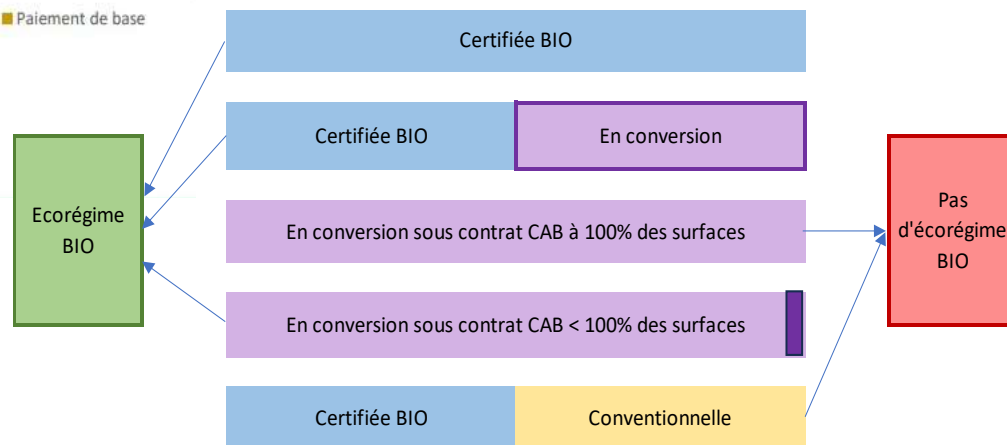 Paiement de base
Certifiée BIO
Certifiée BIO
En conversion
Ecorégime
BIO
En conversion sous contrat CAB à 100% des surfaces
Pas
d'écorégime
BIO
En conversion sous contrat CAB < 100% des surfaces
Certifiée BIO
Conventionnelle